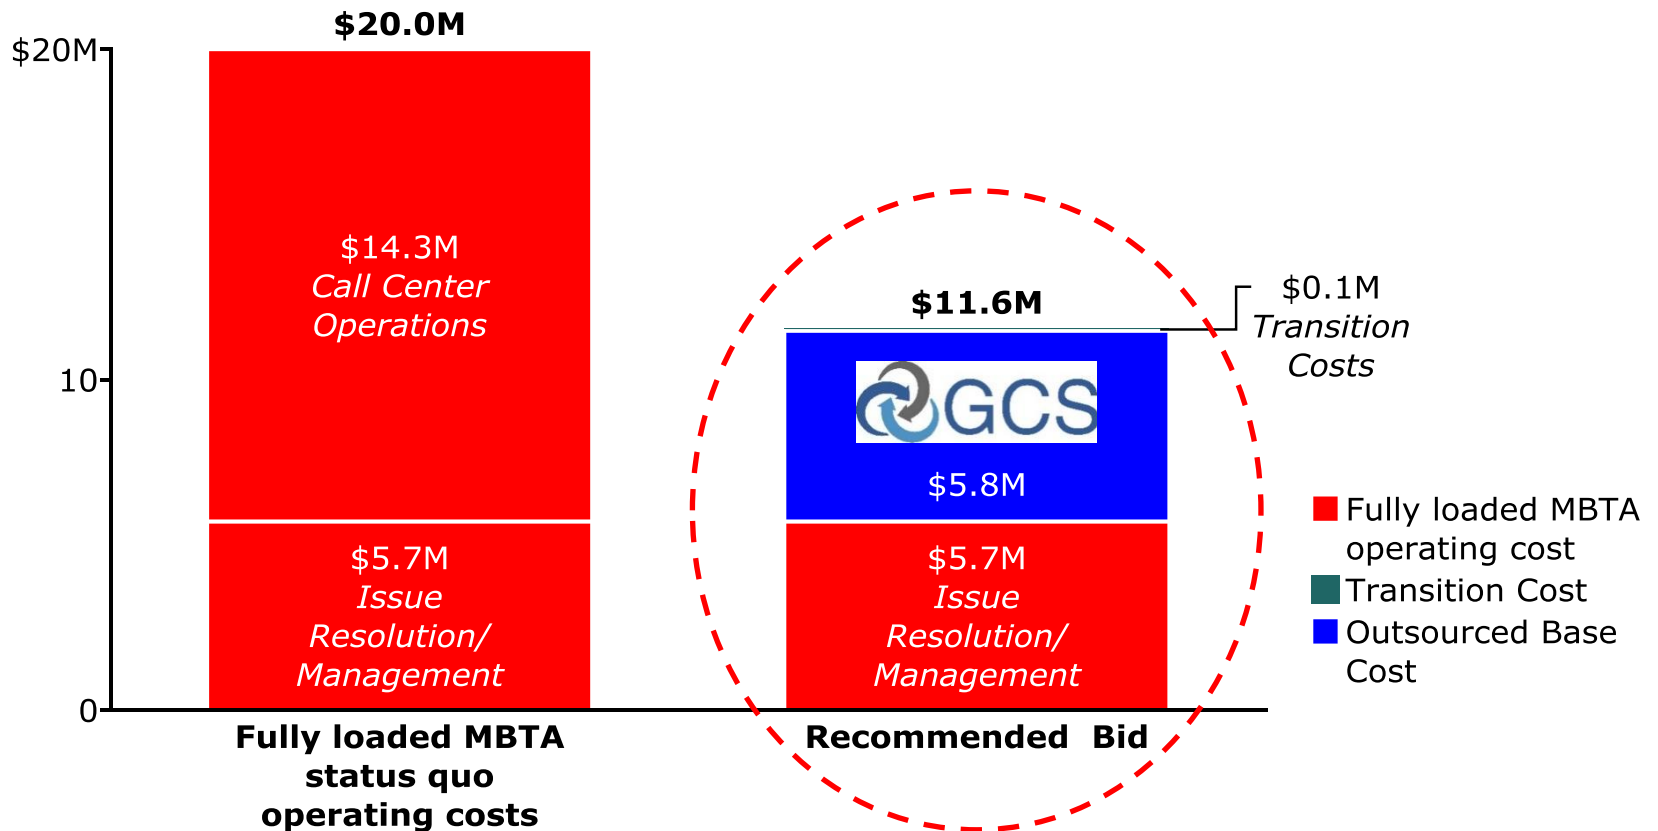 $20.0M
$20M
10
0
$14.3M
Call Center
Operations
$5.7M
Issue
Resolution/
Management
Fully loaded MBTA
status quo
operating costs
$11.6M
GCS
$5.8M
$5.7M
Issue
Resolution/
Management
Recommended Bid
$0.1M
Transition
Costs
Fully loaded MBTA
operating cost
Transition Cost
Outsourced Base
Cost